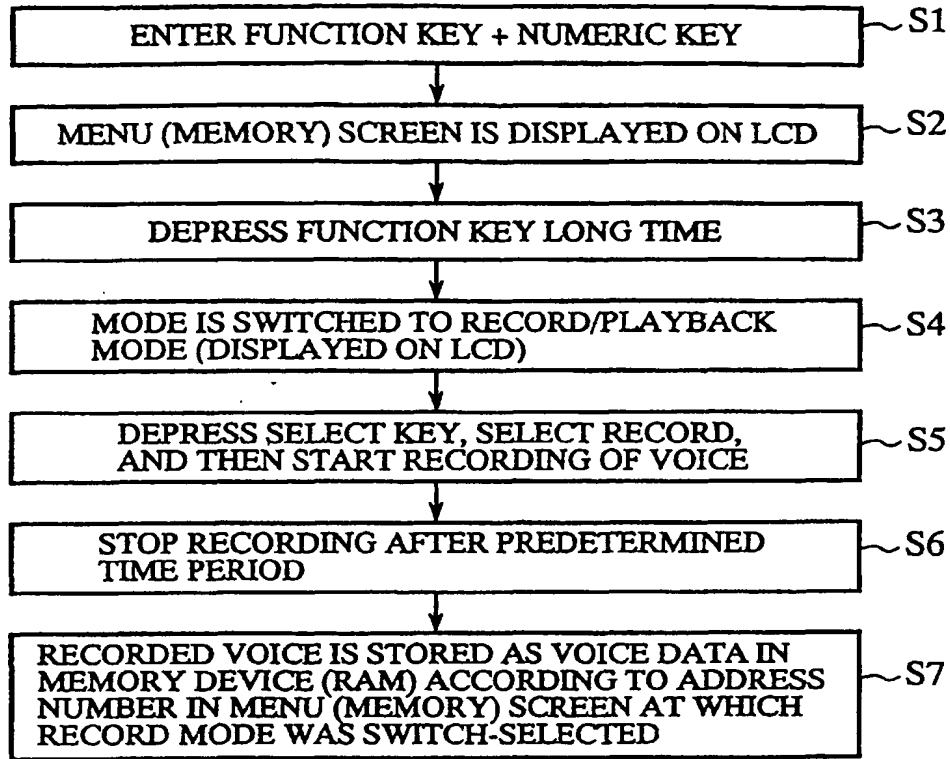 ENTER FUNCTION KEY + NUMERIC KEY
S1
MENU (MEMORY) SCREEN IS DISPLAYED ON LCD
S2
DEPRESS FUNCTION KEY LONG TIME
S3
MODE IS SWITCHED TO RECORD/PLAYBACK
MODE (DISPLAYED ON LCD)
S4
DEPRESS SELECT KEY, SELECT RECORD,
AND THEN START RECORDING OF VOICE
S5
STOP RECORDING AFTER PREDETERMINED
TIME PERIOD
S6
RECORDED VOICE IS STORED AS VOICE DATA IN
MEMORY DEVICE (RAM) ACCORDING TO ADDRESS
NUMBER IN MENU (MEMORY) SCREEN AT WHICH
RECORD MODE WAS SWITCH-SELECTED
S7